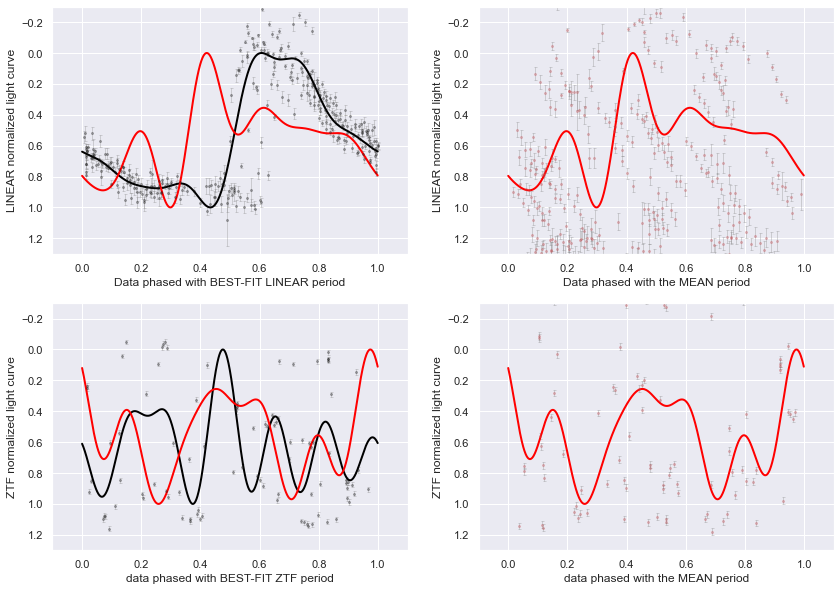 −0.2
0.0
0.2
0.4
0.6
0.8
1.0
1.2
LINEAR normalized light curve
0.0 0.2 0.4 0.6 0.8 1.0
Data phased with BEST-FIT LINEAR period
−0.2
0.0
0.2
0.4
0.6
0.8
1.0
1.2
LINEAR normalized light curve
0.0 0.2 0.4 0.6 0.8 1.0
Data phased with the MEAN period
−0.2
0.0
0.2
0.4
0.6
0.8
1.0
1.2
ZTF normalized light curve
0.0 0.2 0.4 0.6 0.8 1.0
data phased with BEST-FIT ZTF period
−0.2
0.0
0.2
0.4
0.6
0.8
1.0
1.2
ZTF normalized light curve
0.0 0.2 0.4 0.6 0.8 1.0
data phased with the MEAN period